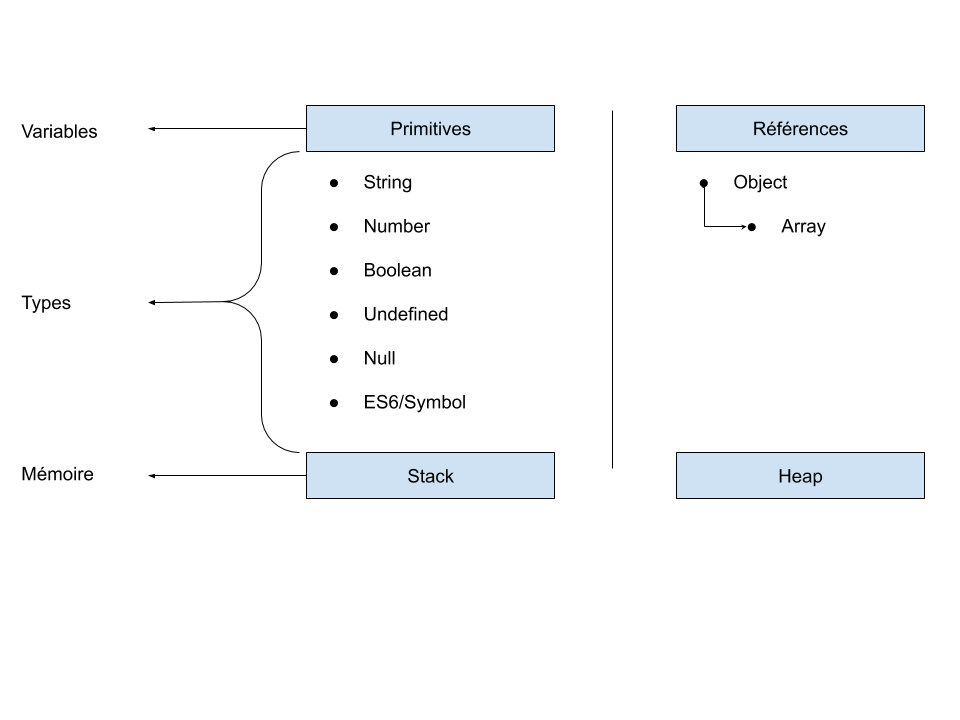 Variables
Primitives
Références
String
Object
Number
Array
Boolean
Types
Undefined
Null
ES6/Symbol
Mémoire
Stack
Heap